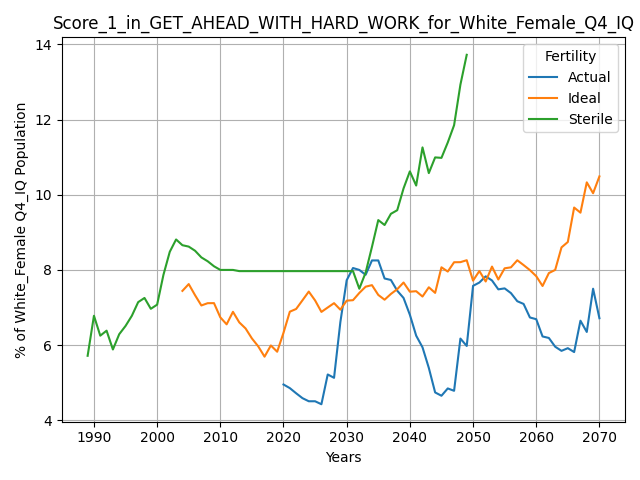 Score_1_in_GET_AHEAD_WITH_HARD_WORK_for_White_Female_Q4_IQ
% of White_Female Q4_IQ Population
14
12
10
8
6
4
Fertility
Actual
Ideal
Sterile
1990 2000 2010 2020 2030 2040 2050 2060 2070
Years